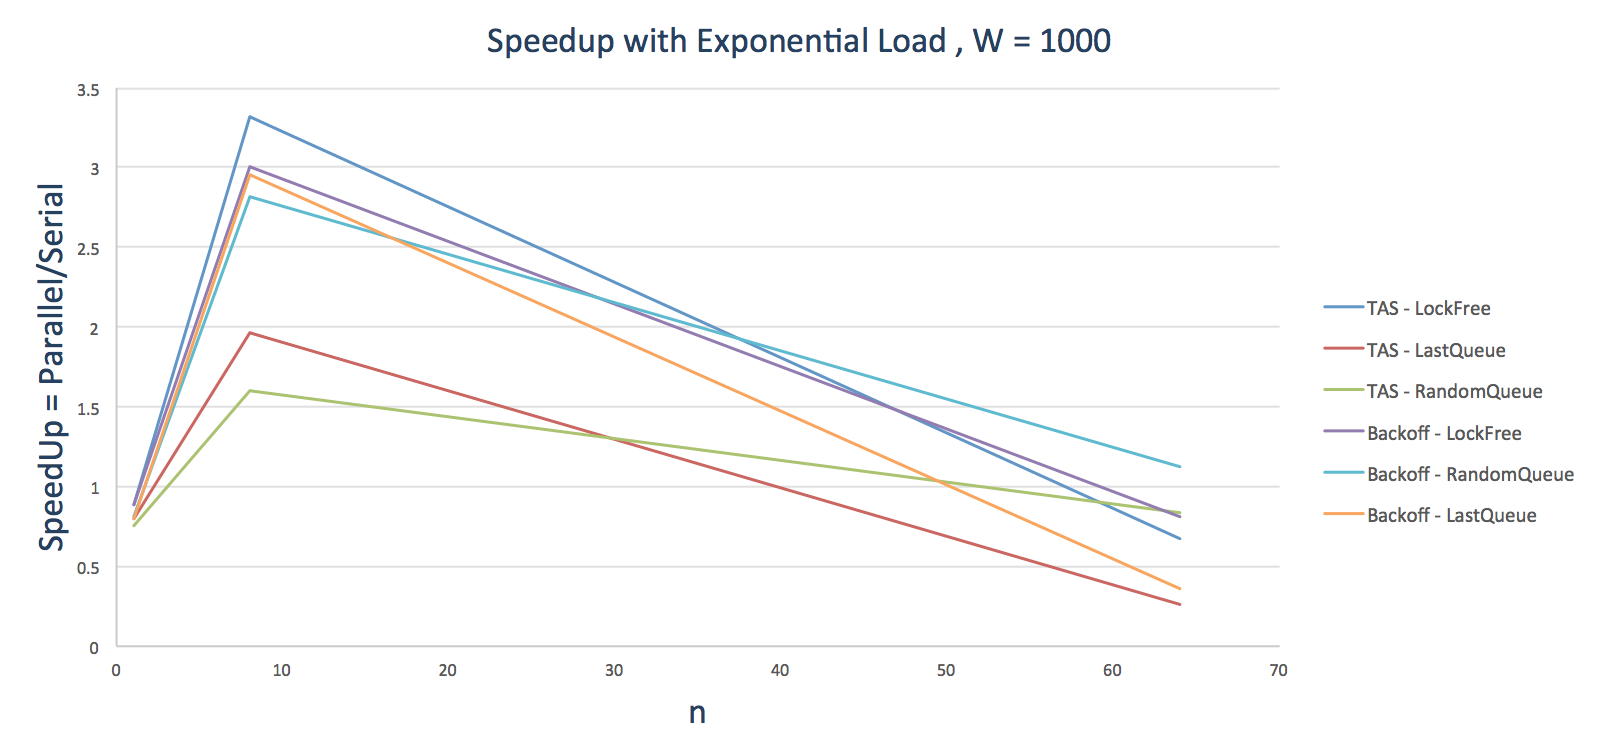 Speedup with Exponential Load , W = 1000
SpeedUp = Parallel/Serial
3.5
3
2.5
2
1.5
1
0.5
0
0 10 20 30 40 50 60 70
n
TAS - LockFree
TAS - LastQueue
TAS - RandomQueue
Backoff - LockFree
Backoff - RandomQueue
Backoff - LastQueue